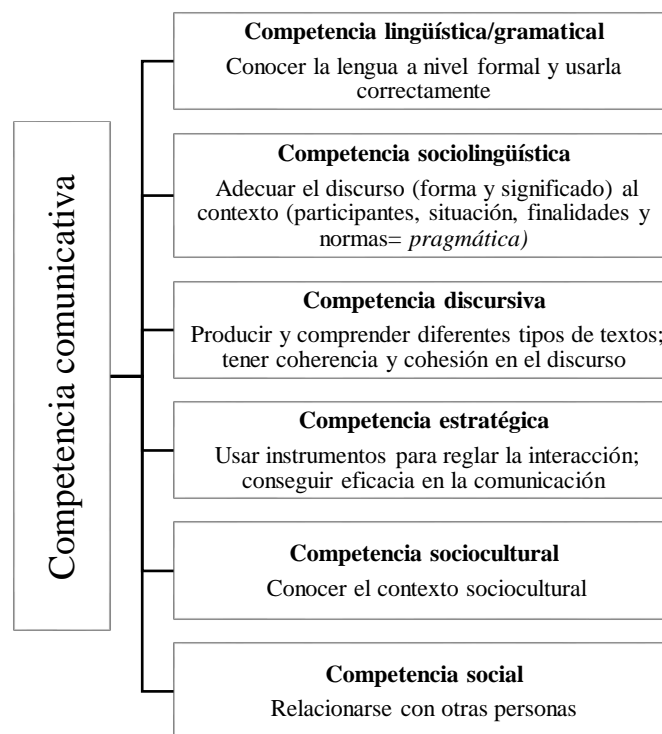 Competencia comunicativa
Competencia lingüística/gramatical
Conocer la lengua a nivel formal y usarla
correctamente
Competencia sociolingüística
Adecuar el discurso (forma y significado) al
contexto (participantes, situación, finalidades y
normas= pragmática)
Competencia discursiva
Producir y comprender diferentes tipos de textos;
tener coherencia y cohesión en el discurso
Competencia estratégica
Usar instrumentos para reglar la interacción;
conseguir eficacia en la comunicación
Competencia sociocultural
Conocer el contexto sociocultural
Competencia social
Relacionarse con otras personas